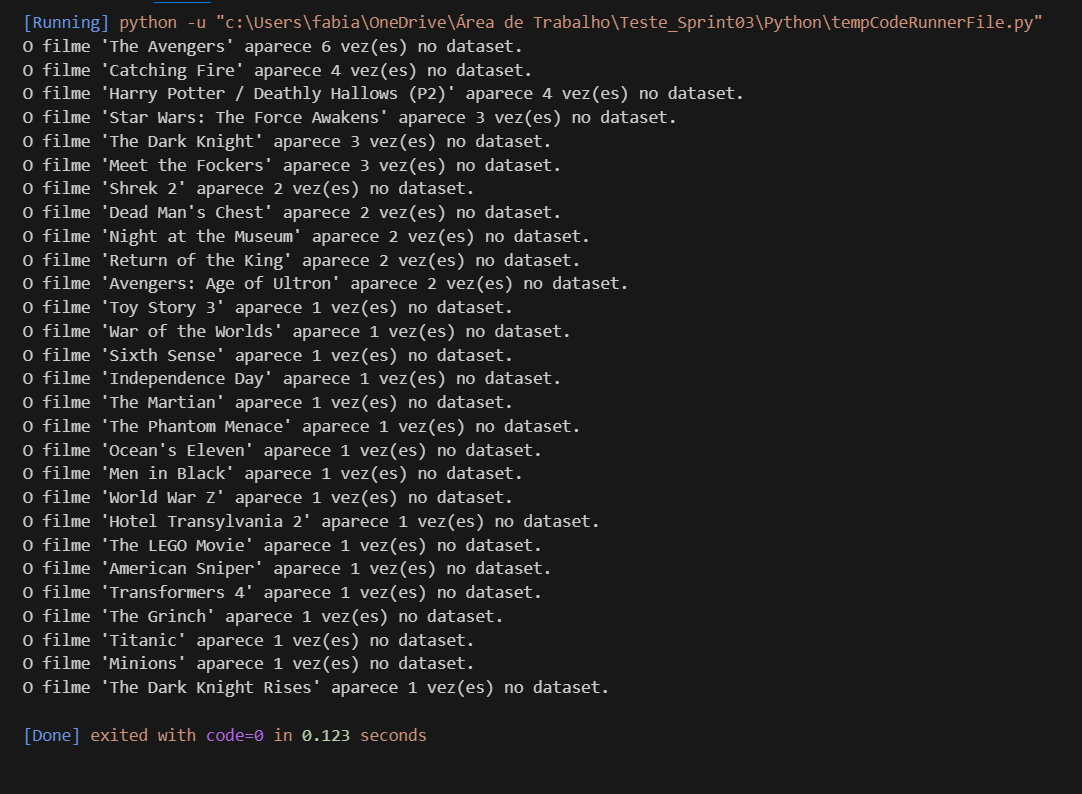 [Running] python -u "c:\Users\fabia\OneDrive\Área de Trabalho\Teste_Sprint03\Python\tempCodeRunnerFile.py"
O filme 'The Avengers' aparece 6 vez(es) no dataset.
O filme 'Catching Fire' aparece 4 vez(es) no dataset.
O filme 'Harry Potter / Deathly Hallows (P2)' aparece 4 vez(es) no dataset.
O filme 'Star Wars: The Force Awakens' aparece 3 vez(es) no dataset.
O filme 'The Dark Knight' aparece 3 vez(es) no dataset.
O filme 'Meet the Fockers' aparece 3 vez(es) no dataset.
O filme 'Shrek 2' aparece 2 vez(es) no dataset.
O filme 'Dead Man's Chest' aparece 2 vez(es) no dataset.
O filme 'Night at the Museum' aparece 2 vez(es) no dataset.
O filme 'Return of the King' aparece 2 vez(es) no dataset.
O filme 'Avengers: Age of Ultron' aparece 2 vez(es) no dataset.
O filme 'Toy Story 3' aparece 1 vez(es) no dataset.
O filme 'War of the Worlds' aparece 1 vez(es) no dataset.
O filme 'Sixth Sense' aparece 1 vez(es) no dataset.
O filme 'Independence Day' aparece 1 vez(es) no dataset.
O filme 'The Martian' aparece 1 vez(es) no dataset.
O filme 'The Phantom Menace' aparece 1 vez(es) no dataset.
O filme 'Ocean's Eleven' aparece 1 vez(es) no dataset.
O filme 'Men in Black' aparece 1 vez(es) no dataset.
O filme 'World War Z' aparece 1 vez(es) no dataset.
O filme 'Hotel Transylvania 2' aparece 1 vez(es) no dataset.
O filme 'The LEGO Movie' aparece 1 vez(es) no dataset.
O filme 'American Sniper' aparece 1 vez(es) no dataset.
O filme 'Transformers 4' aparece 1 vez(es) no dataset.
O filme 'The Grinch' aparece 1 vez(es) no dataset.
O filme 'Titanic' aparece 1 vez(es) no dataset.
O filme 'Minions' aparece 1 vez(es) no dataset.
O filme 'The Dark Knight Rises' aparece 1 vez(es) no dataset.
[Done] exited with code=0 in 0.123 seconds